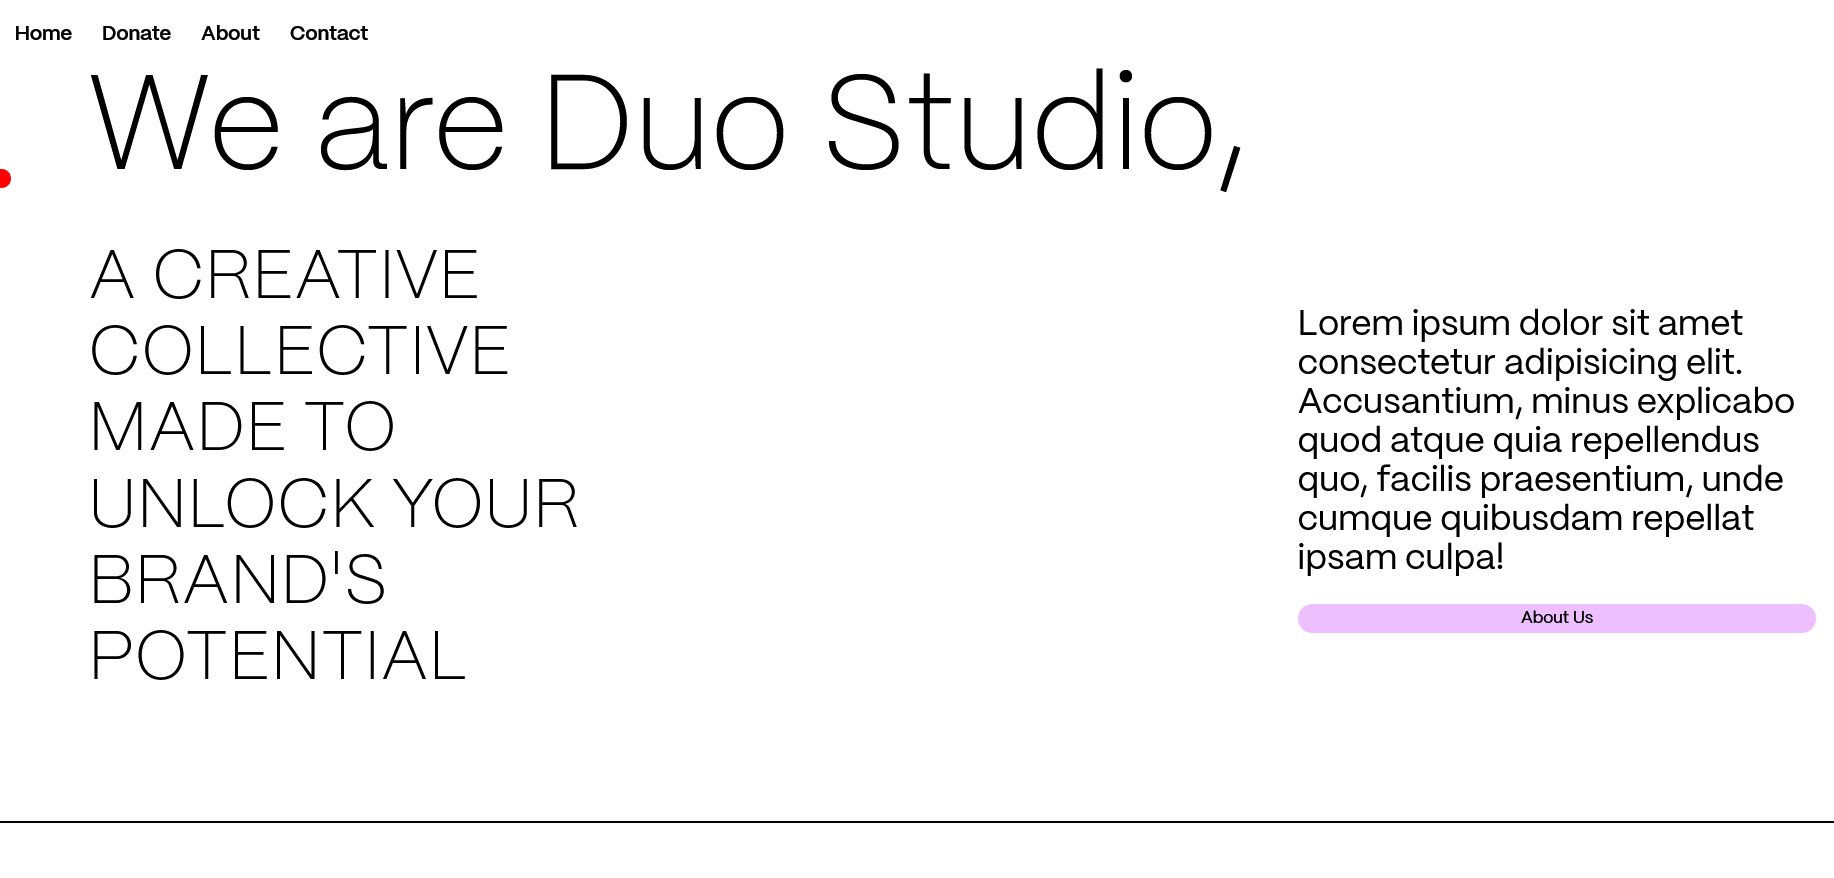 Home Donate About Contact
We are Duo Studio,
A CREATIVE
COLLECTIVE
MADE TO
UNLOCK YOUR
BRAND'S
POTENTIAL
Lorem ipsum dolor sit amet
consectetur adipisicing elit.
Accusantium, minus explicabo
quod atque quia repellendus
quo, facilis praesentium, unde
cumque quibusdam repellat
ipsam culpa!
About Us